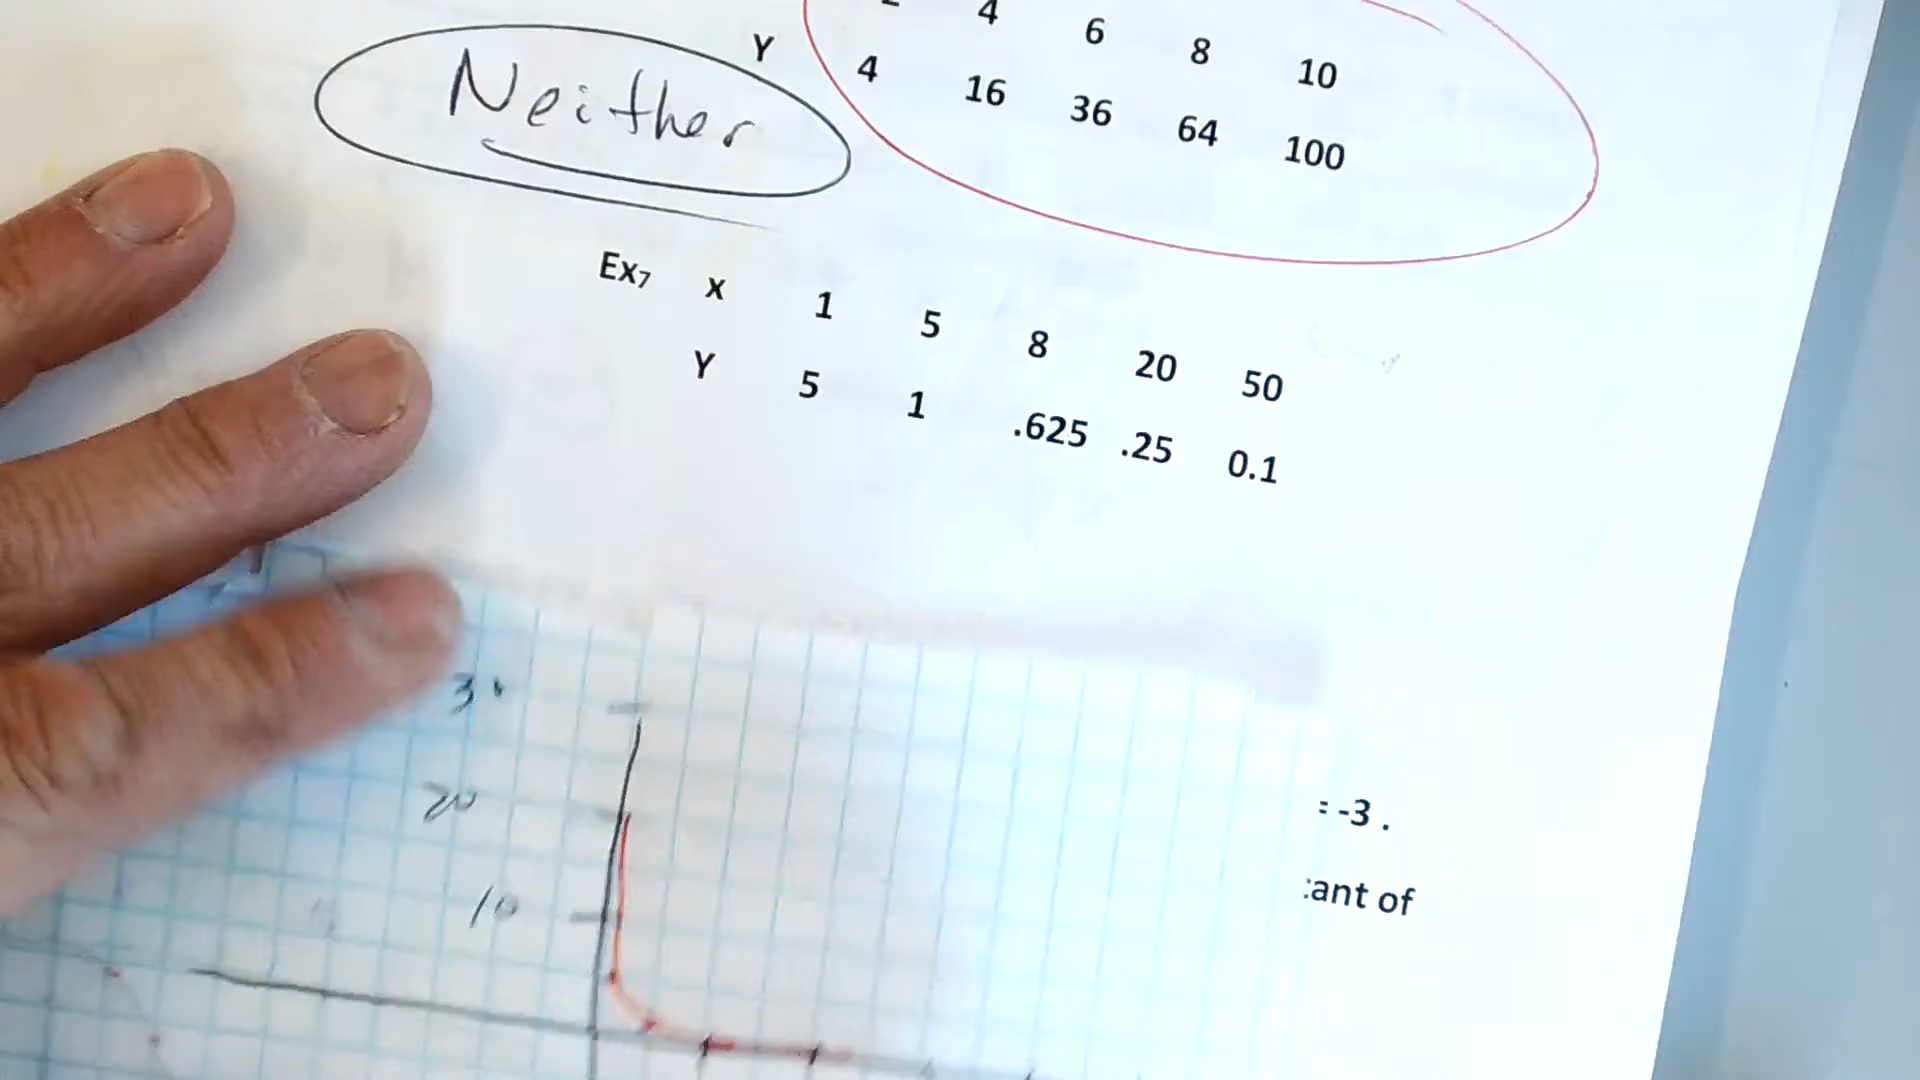 4 6 8 10
Y 4 16 36 64 100
Neither
Ex7 x 1 5 8 20 50
Y 5 1 .625 .25 0.1
20
10
= -3 .
ant of